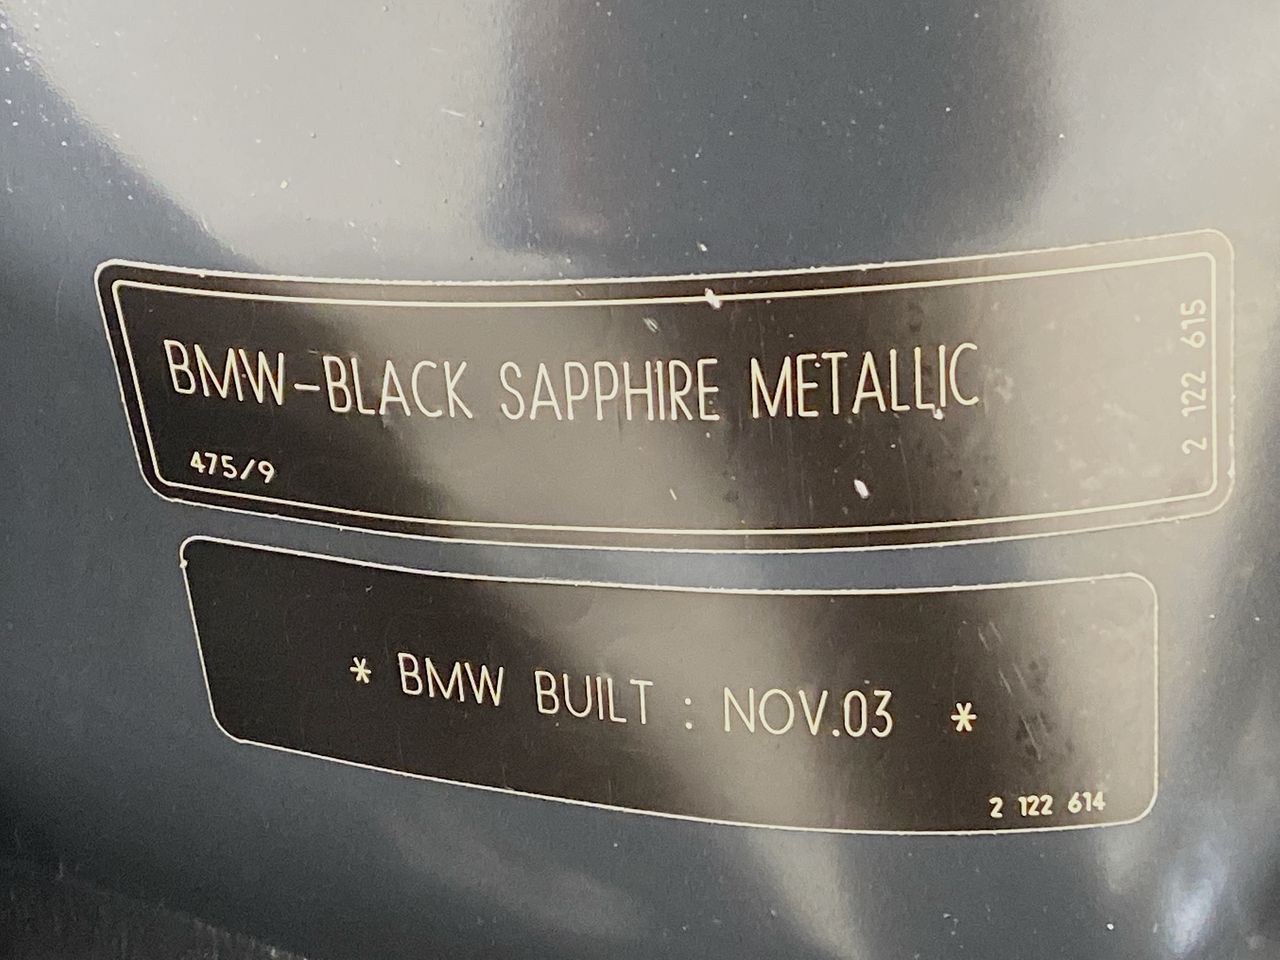 BMW-BLACK SAPPHIRE METALLIC
475/9
2 122 615
* BMW BUILT : NOV.03 *
2 122 614